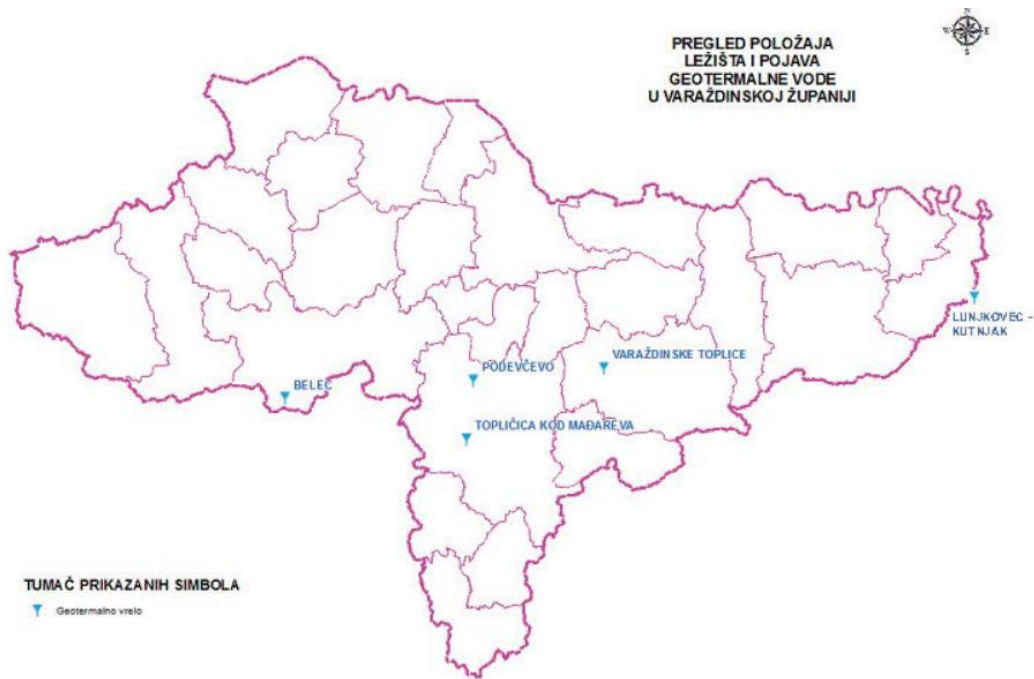 PREGLED POLOŽAJA
LEŽIŠTA I POJAVA
GEOTERMALNE VODE
U VARAŽDINSKOJ ŽUPANIJI
N
W E
S
LUNJKOVEC -
KUTNJAK
VARAŽDINSKE TOPLICE
PODEVČEVO
BELEC
TOPLIČICA KOD MAĐAREVA
TUMAČ PRIKAZANIH SIMBOLA
Geotermalno vrelo